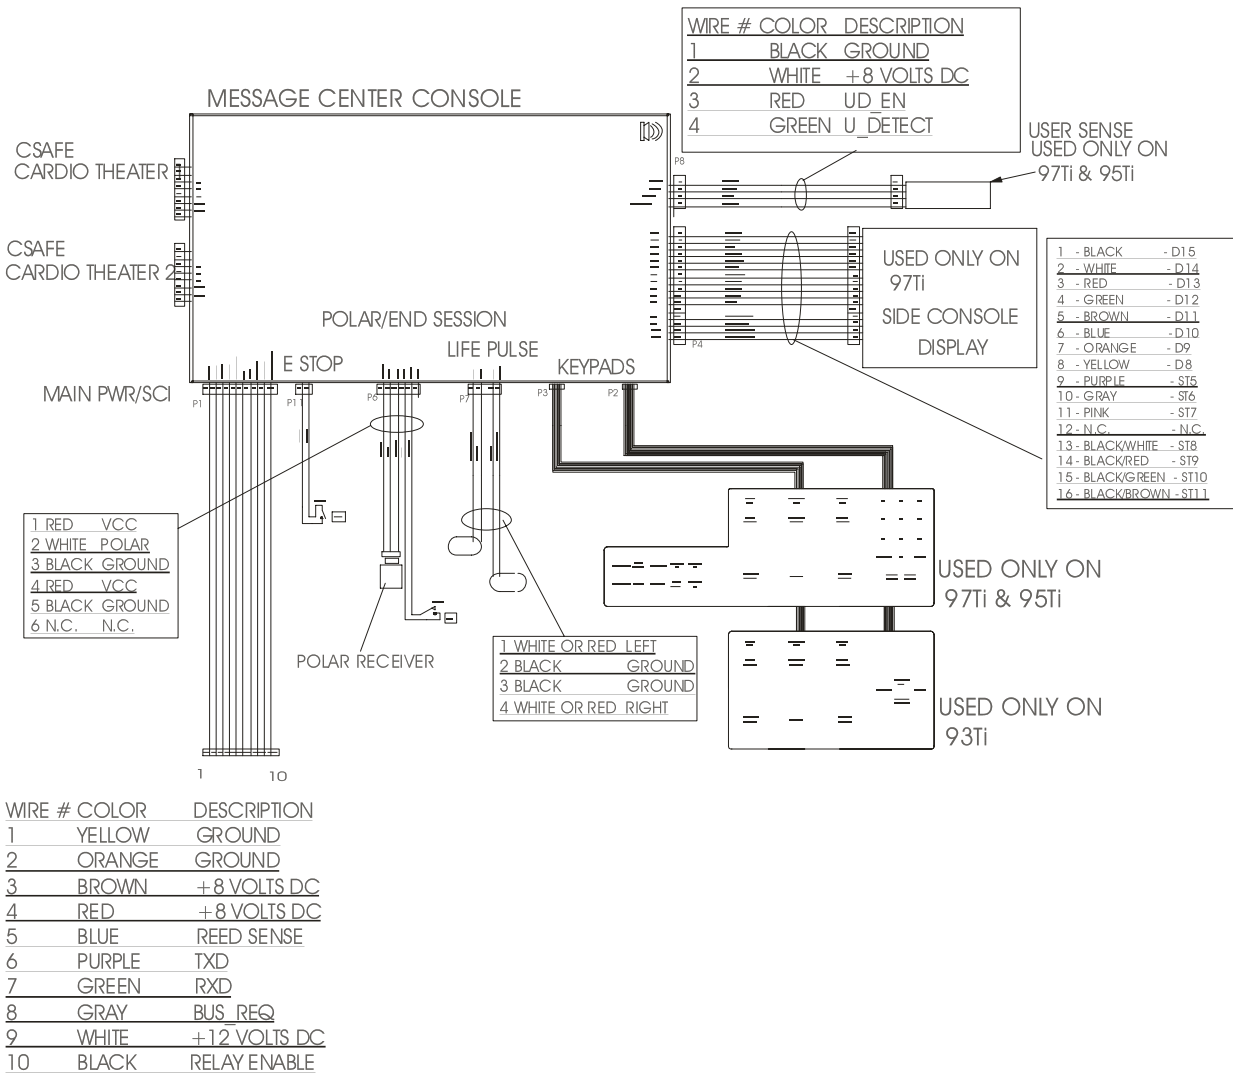 WIRE # COLOR DESCRIPTION
1 BLACK GROUND
2 WHITE +8 VOLTS DC
3 RED UD_EN
4 GREEN U_DETECT
MESSAGE CENTER CONSOLE
CSAFE
CARDIO THEATER 1
CSAFE
CARDIO THEATER 2
P8
USER SENSE
USED ONLY ON
97Ti & 95Ti
USED ONLY ON
97Ti
SIDE CONSOLE
DISPLAY
P4
1 - BLACK - D15
2 - WHITE - D14
3 - RED - D13
4 - GREEN - D12
5 - BROWN - D11
6 - BLUE - D10
7 - ORANGE - D9
8 - YELLOW - D8
9 - PURPLE - ST5
10 - GRAY - ST6
11 - PINK - ST7
12 - N.C. - N.C.
13 - BLACK/WHITE - ST8
14 - BLACK/RED - ST9
15 - BLACK/GREEN - ST10
16 - BLACK/BROWN - ST11
POLAR/END SESSION
E STOP
LIFE PULSE
KEYPADS
MAIN PWR/SCI
P1
P11
P6
P7
P3
P2
1 RED VCC
2 WHITE POLAR
3 BLACK GROUND
4 RED VCC
5 BLACK GROUND
6 N.C. N.C.
POLAR RECEIVER
1 WHITE OR RED LEFT
2 BLACK GROUND
3 BLACK GROUND
4 WHITE OR RED RIGHT
USED ONLY ON
97Ti & 95Ti
USED ONLY ON
93Ti
1 10
WIRE # COLOR DESCRIPTION
1 YELLOW GROUND
2 ORANGE GROUND
3 BROWN +8 VOLTS DC
4 RED +8 VOLTS DC
5 BLUE REED SENSE
6 PURPLE TXD
7 GREEN RXD
8 GRAY BUS_REQ
9 WHITE +12 VOLTS DC
10 BLACK RELAY ENABLE